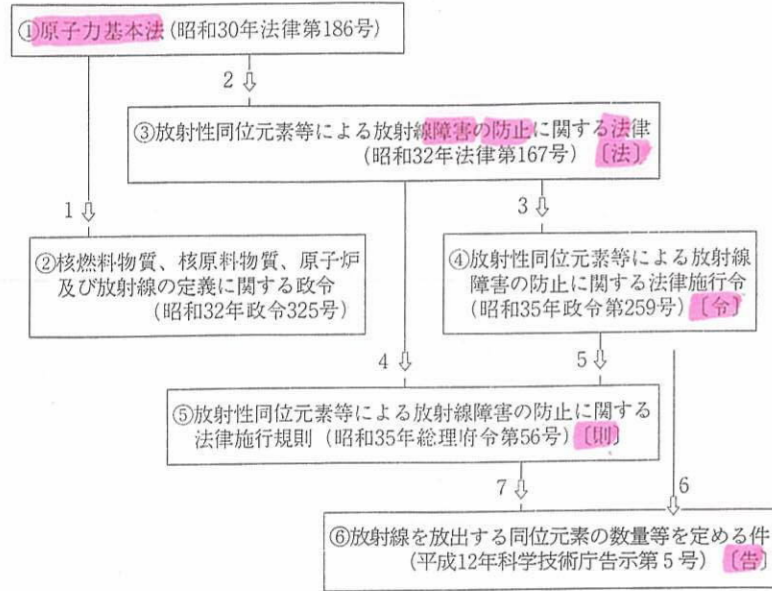 ①原子力基本法(昭和30年法律第186号)
2
③放射性同位元素等による放射線障害の防止に関する法律
(昭和32年法律第167号)〔法〕
1
3
②核燃料物質、核原料物質、原子炉
及び放射線の定義に関する政令
(昭和32年政令325号)
④放射性同位元素等による放射線
障害の防止に関する法律施行令
(昭和35年政令第259号)〔令〕
4
5
⑤放射性同位元素等による放射線障害の防止に関する
法律施行規則(昭和35年総理府令第56号)〔則〕
7
6
⑥放射線を放出する同位元素の数量等を定める件
(平成12年科学技術庁告示第5号)〔告〕